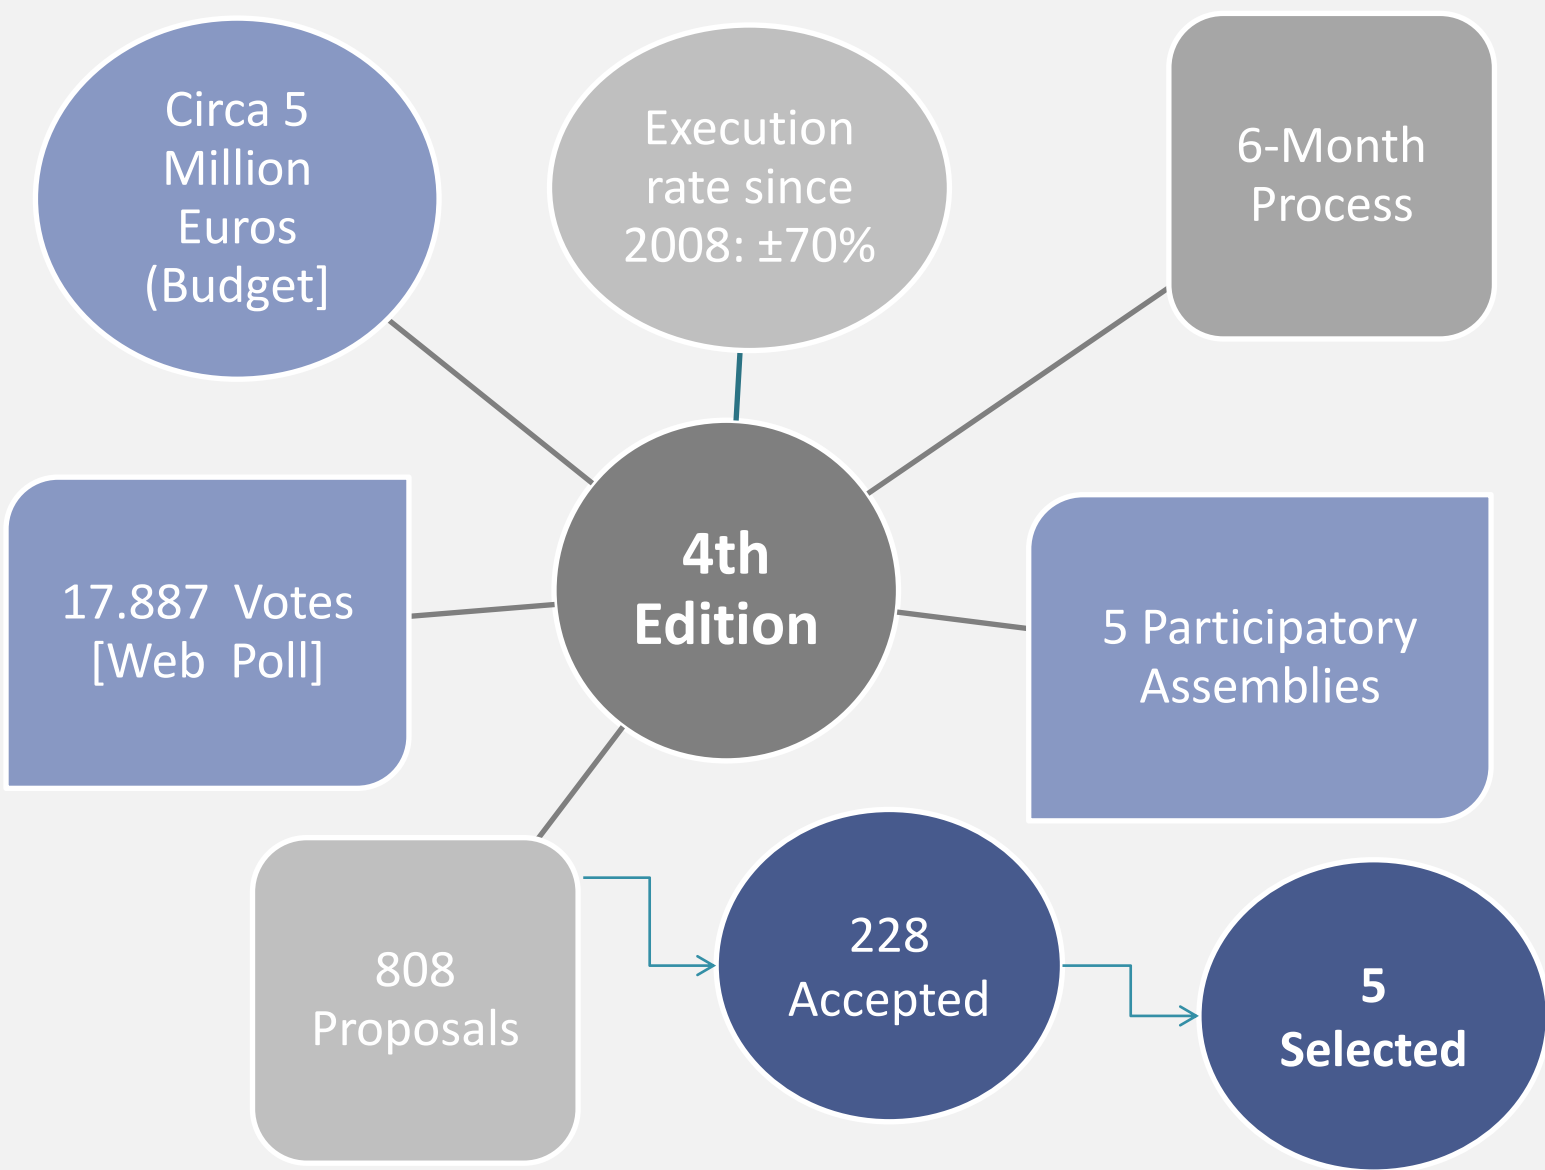 Circa 5
Million
Euros
(Budget]
Execution
rate since
2008: ±70%
6-Month
Process
4th
Edition
17.887  Votes
[Web  Poll]
5 Participatory
Assemblies
808
Proposals
228
Accepted
5
Selected